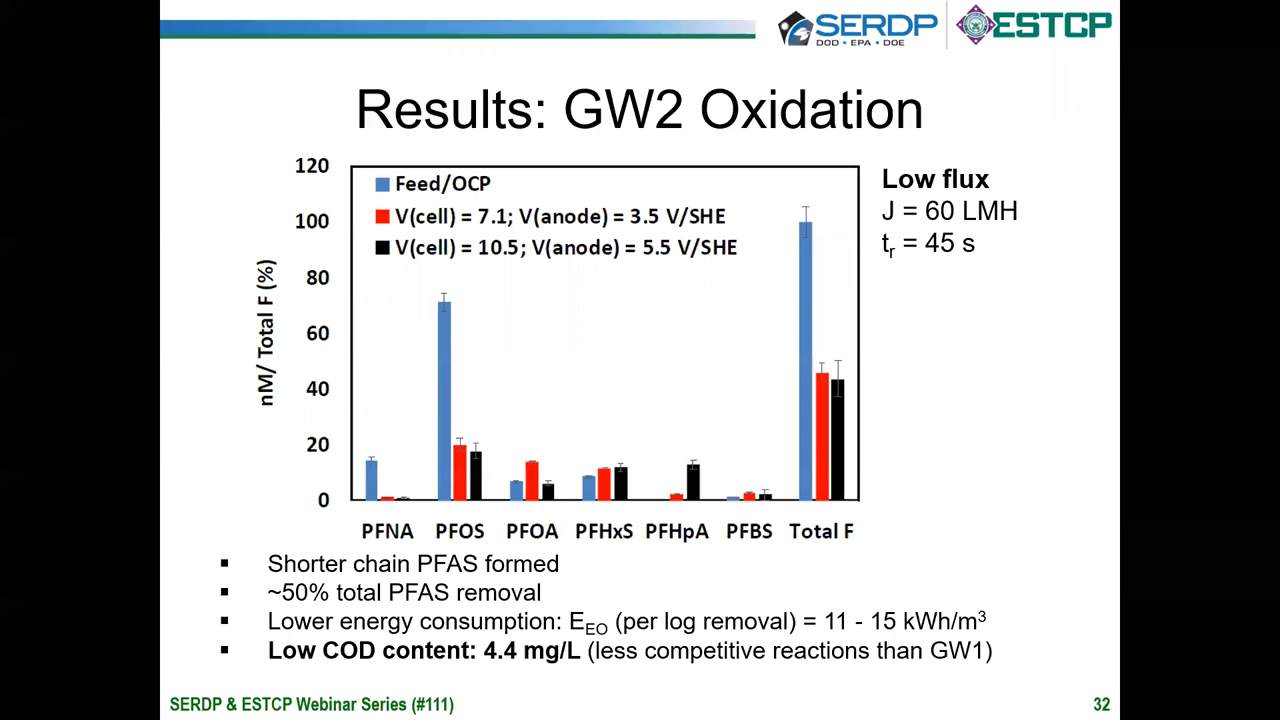 SERDP
DOD • EPA • DOE
ESTCP
Results: GW2 Oxidation
120
100
80
60
40
20
0
nM/ Total F (%)
Feed/OCP
V(cell) = 7.1; V(anode) = 3.5 V/SHE
V(cell) = 10.5; V(anode) = 5.5 V/SHE
PFNA PFOS PFOA PFHxS PFHpA PFBS Total F
Low flux
J = 60 LMH
tr = 45 s
▪ Shorter chain PFAS formed
▪ ~50% total PFAS removal
▪ Lower energy consumption: EEO (per log removal) = 11 - 15 kWh/m³
▪ Low COD content: 4.4 mg/L (less competitive reactions than GW1)
SERDP & ESTCP Webinar Series (#111)
32